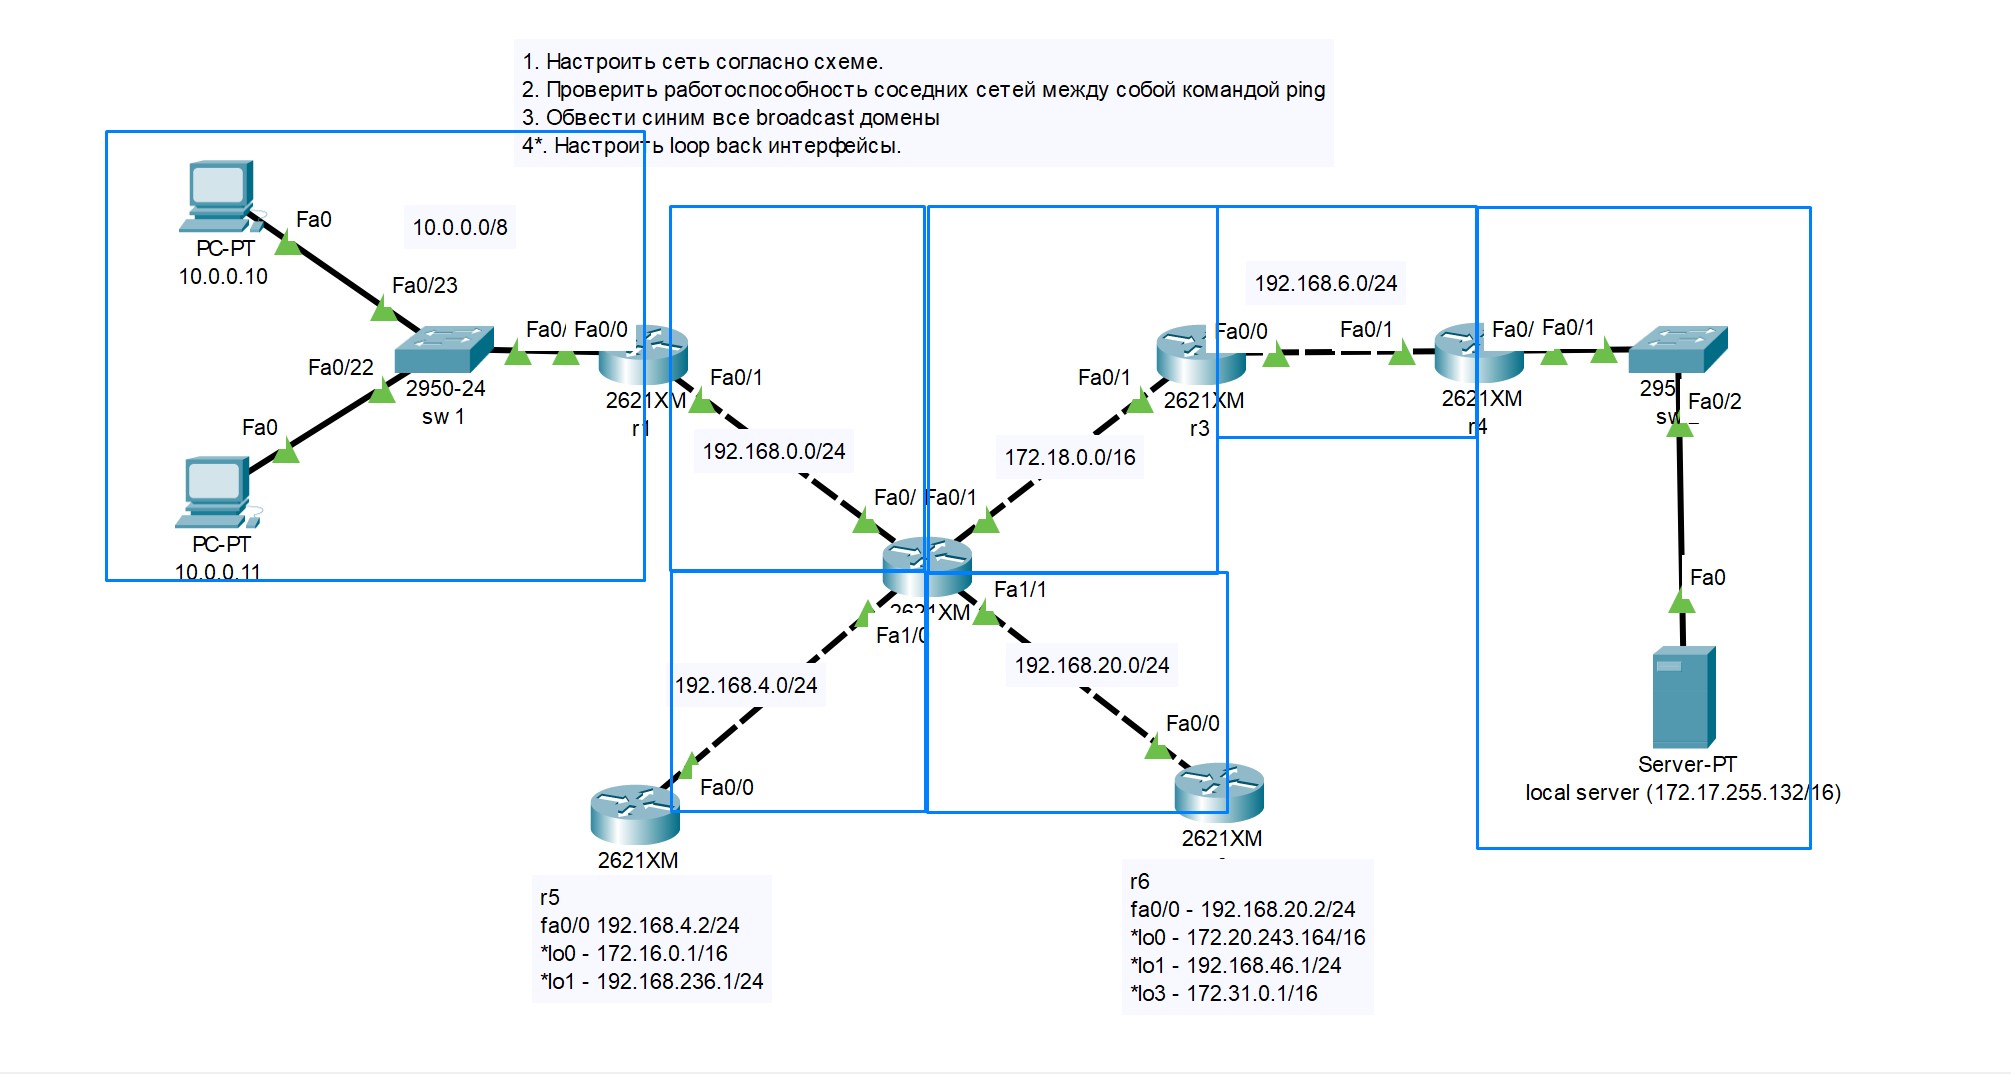 1. Настроить сеть согласно схеме.
2. Проверить работоспособность соседних сетей между собой командой ping
3. Обвести синим все broadcast домены
4*. Настроить loop back интерфейсы.
Fa0
10.0.0.0/8
PC-PT
10.0.0.10
Fa0/23
Fa0/ Fa0/0
Fa0/22
2950-24
sw 1
Fa0
PC-PT
10.0.0.11
2621XM
r1
Fa0/1
192.168.0.0/24
Fa0/ Fa0/1
192.168.6.0/24
Fa0/0
Fa0/1
Fa0/ Fa0/1
Fa0/1
2621XM
r3
2621XM
r4
172.18.0.0/16
295
sw
Fa0/2
Fa0
2621XM
Fa1/0
Fa1/1
192.168.4.0/24
192.168.20.0/24
Fa0/0
Fa0/0
2621XM
2621XM
Server-PT
local server (172.17.255.132/16)
r5
fa0/0 192.168.4.2/24
*lo0 - 172.16.0.1/16
*lo1 - 192.168.236.1/24
r6
fa0/0 - 192.168.20.2/24
*lo0 - 172.20.243.164/16
*lo1 - 192.168.46.1/24
*lo3 - 172.31.0.1/16